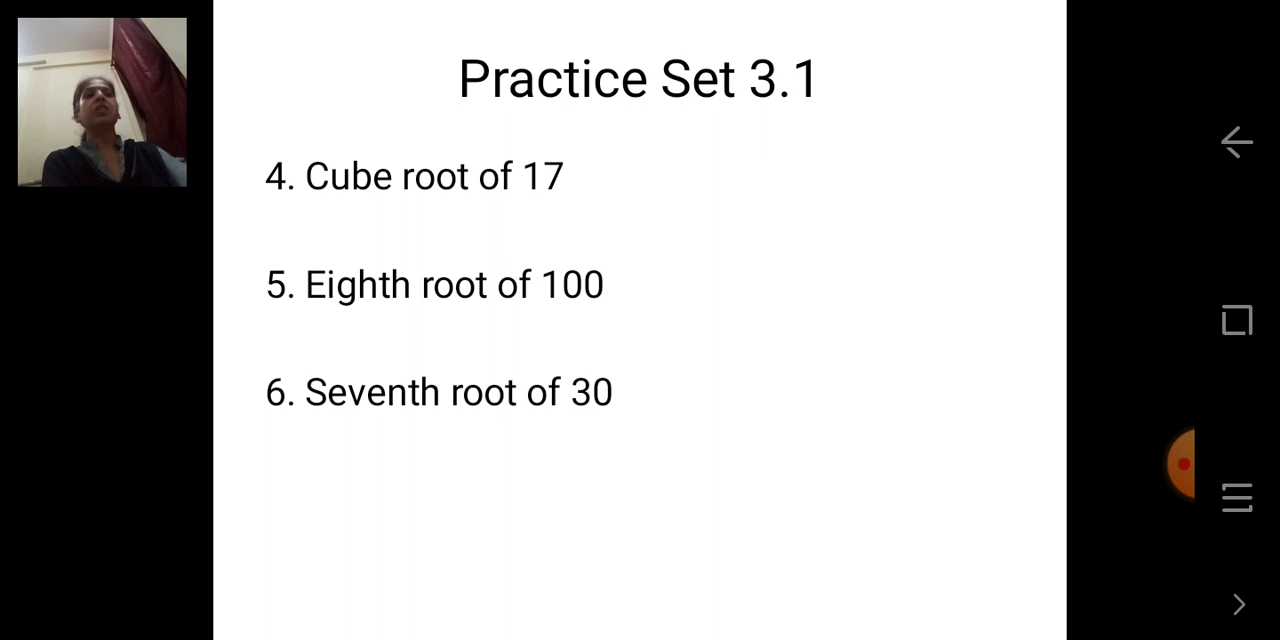 Practice Set 3.1
4. Cube root of 17
5. Eighth root of 100
6. Seventh root of 30